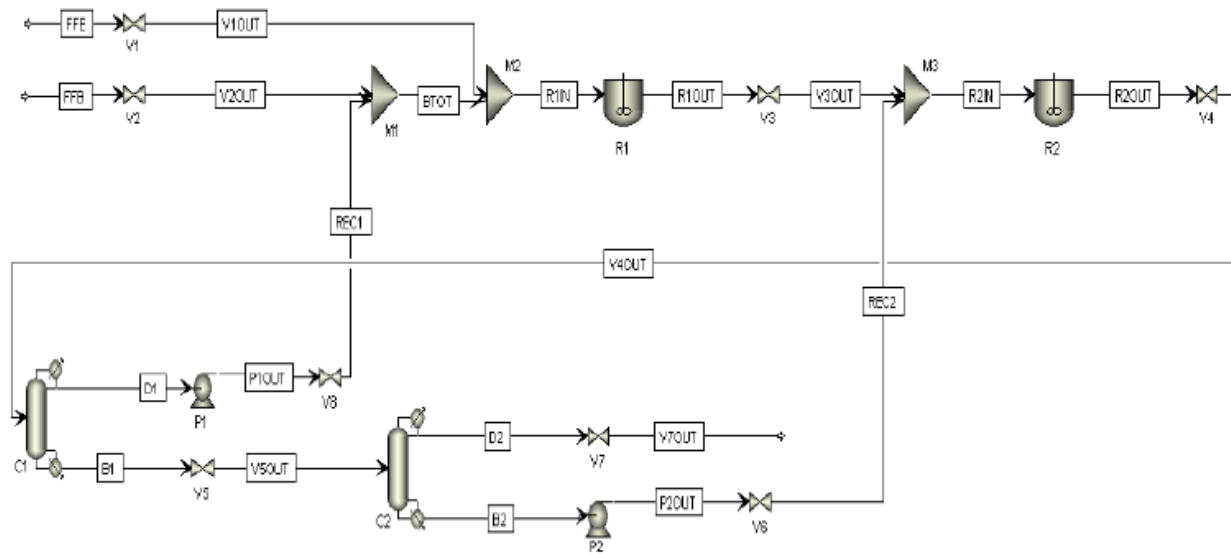 FFE
V1
V1OUT
FFB
V2
V2OUT
M1
BTOT
M2
R1IN
R1
R1OUT
V3
V3OUT
M3
R2IN
R2
R2OUT
V4
REC1
V4OUT
REC2
C1
D1
P1
P1OUT
V8
B1
V5
V5OUT
C2
D2
V7
V7OUT
B2
P2
P2OUT
V6